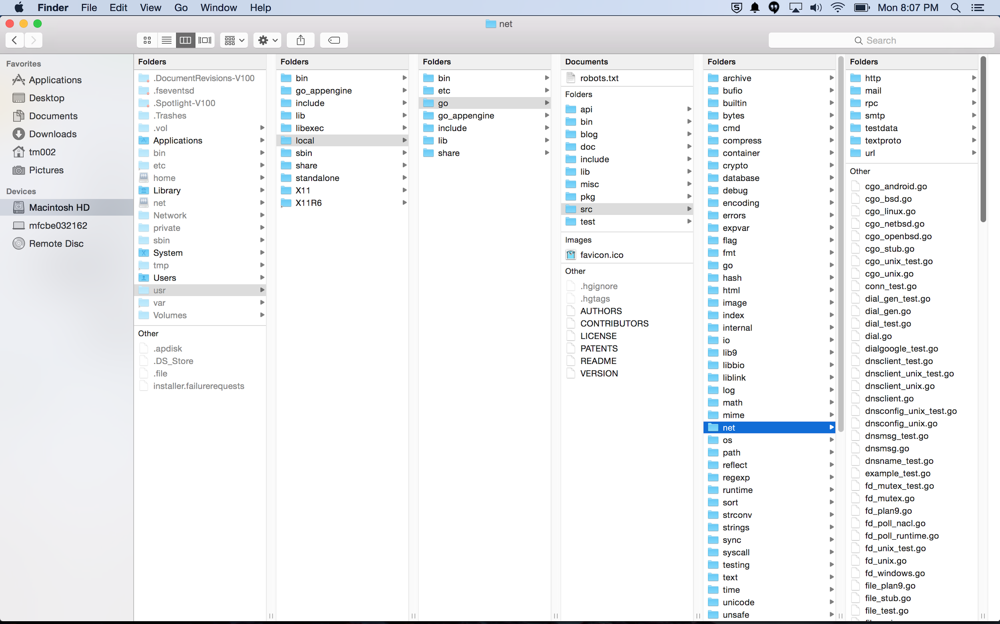 Finder File Edit View Go Window Help
Mon 8:07 PM
net
Search
Favorites
Applications
Desktop
Documents
Downloads
tm002
Pictures
Devices
Macintosh HD
mfcbe032162
Remote Disc
Folders
.DocumentRevisions-V100
.fseventsd
.Spotlight-V100
.Trashes
.vol
Applications
bin
etc
home
Library
net
Network
private
sbin
System
tmp
Users
usr
var
Volumes
Other
.apdisk
.DS_Store
.file
installer.failurerequests
Folders
bin
go_appengine
include
lib
libexec
local
sbin
share
standalone
X11
X11R6
Folders
bin
etc
go
go_appengine
include
lib
share
Documents
robots.txt
Folders
api
bin
blog
doc
include
lib
misc
pkg
src
test
Images
favicon.ico
Other
.hgignore
.hgtags
AUTHORS
CONTRIBUTORS
LICENSE
PATENTS
README
VERSION
Folders
archive
bufio
builtin
bytes
cmd
compress
container
crypto
database
debug
encoding
errors
expvar
flag
fmt
go
hash
html
image
index
internal
io
lib9
libbio
liblink
log
math
mime
net
os
path
reflect
regexp
runtime
sort
strconv
strings
sync
syscall
testing
text
time
unicode
unsafe
Folders
http
mail
rpc
smtp
testdata
textproto
url
Other
cgo_android.go
cgo_bsd.go
cgo_linux.go
cgo_netbsd.go
cgo_openbsd.go
cgo_stub.go
cgo_unix_test.go
cgo_unix.go
conn_test.go
dial_gen_test.go
dial_gen.go
dial_test.go
dial.go
dialgoogle_test.go
dnsclient_test.go
dnsclient_unix_test.go
dnsclient_unix.go
dnsclient.go
dnsconfig_unix_test.go
dnsconfig_unix.go
dnsmsg_test.go
dnsmsg.go
dnsname_test.go
example_test.go
fd_mutex_test.go
fd_mutex.go
fd_plan9.go
fd_poll_nacl.go
fd_poll_runtime.go
fd_unix_test.go
fd_unix.go
fd_windows.go
file_plan9.go
file_stub.go
file_test.go